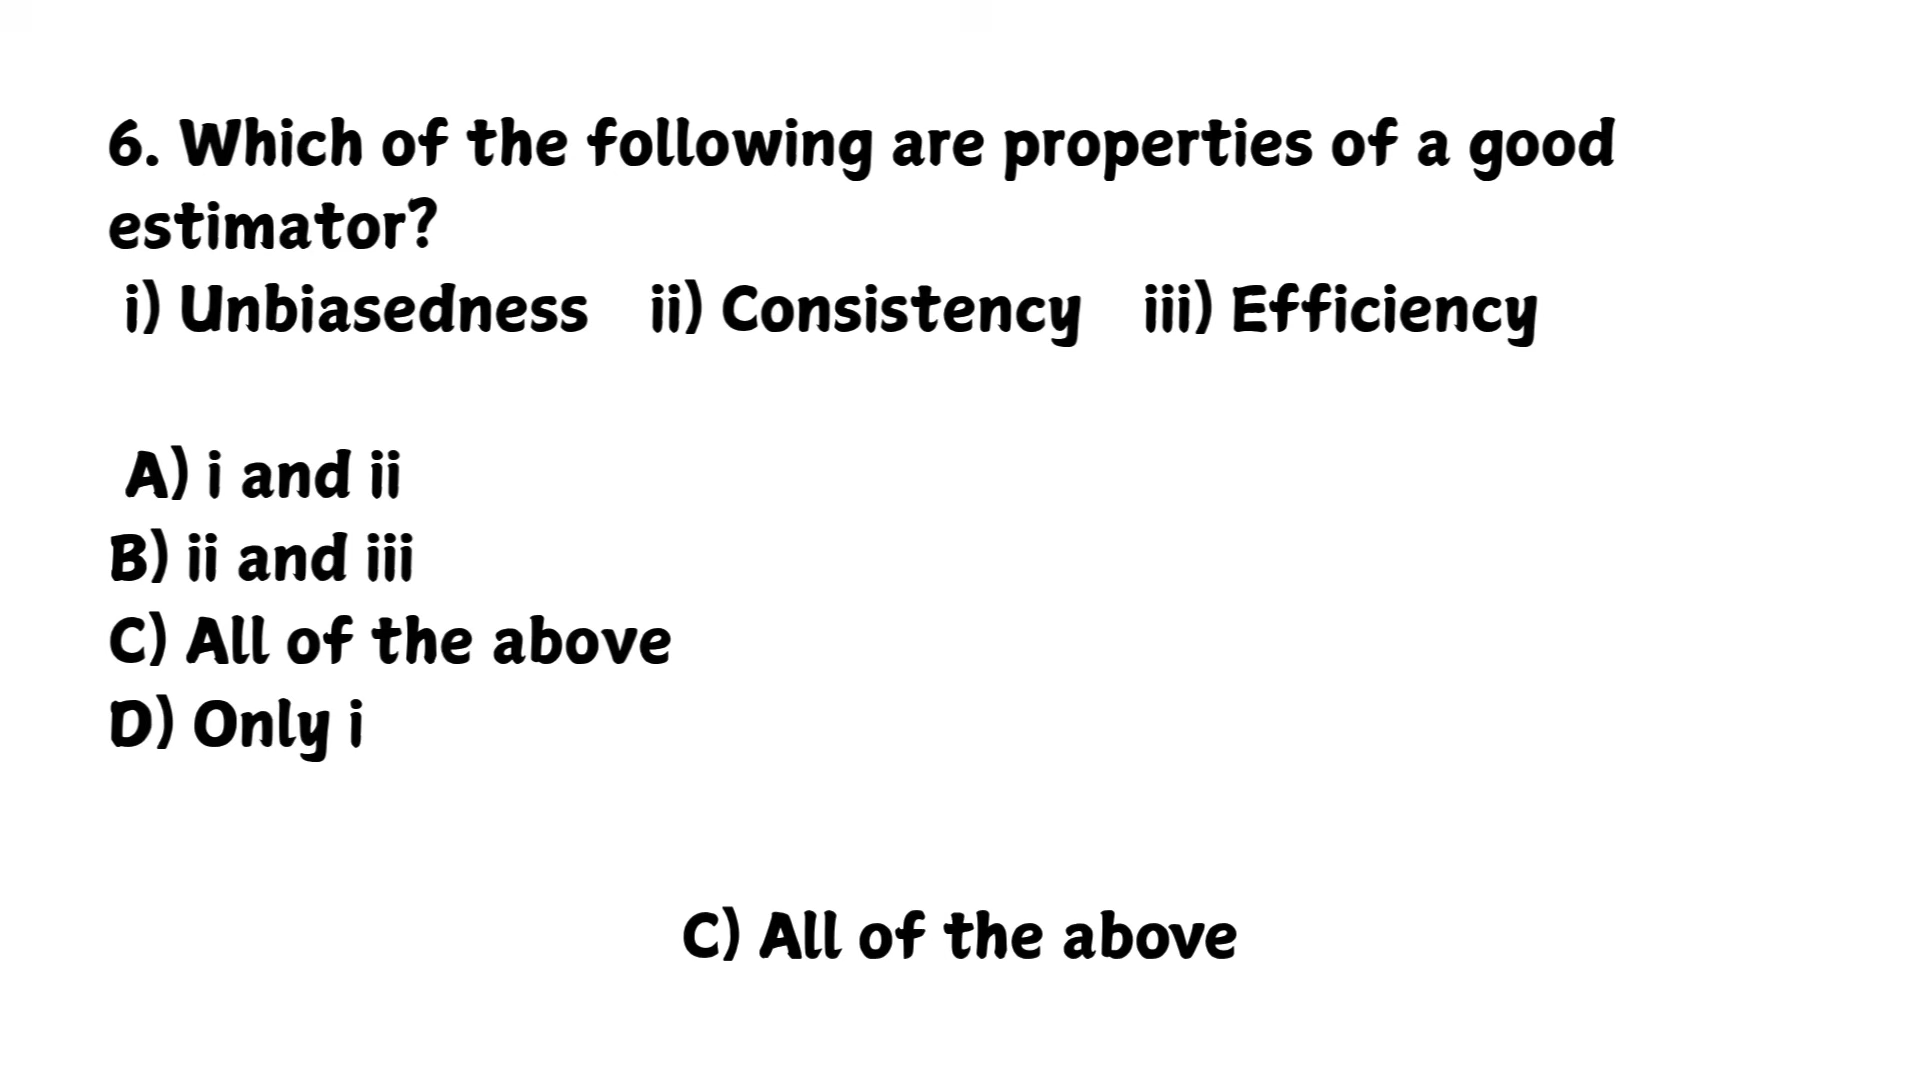 6. Which of the following are properties of a good
estimator?
i) Unbiasedness ii) Consistency iii) Efficiency
A) i and ii
B) ii and iii
C) All of the above
D) Only i
C) All of the above